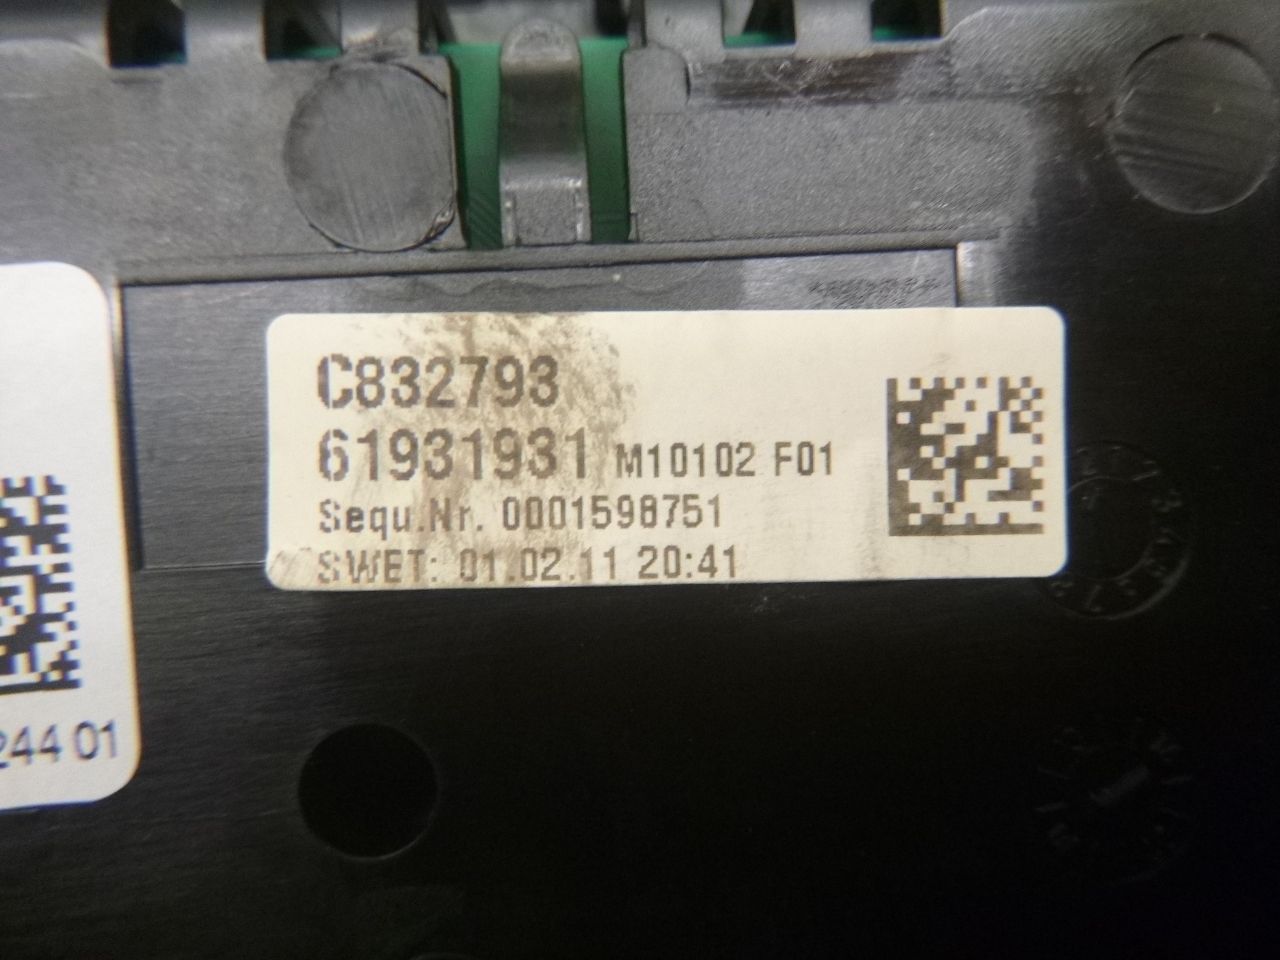 C832793
61931931 M10102 F01
Sequ.Nr. 0001598751
SWET: 01.02.11 20:41
244 01